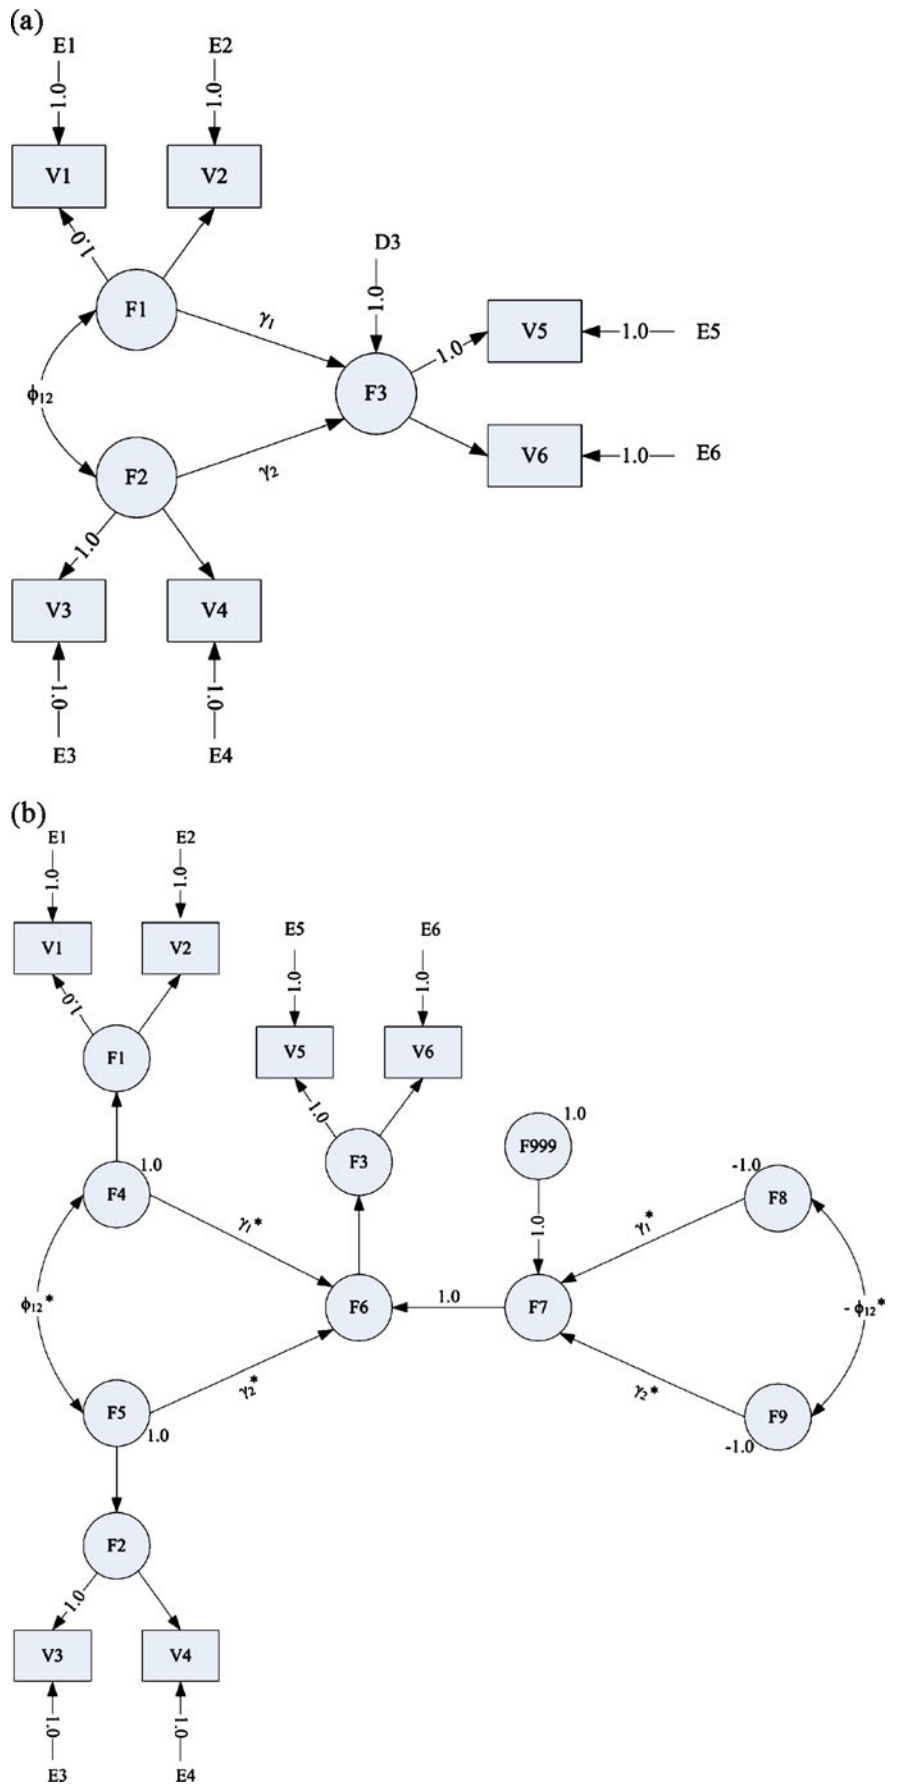 (a)
E1 E2
1.0 1.0
V1 V2
1.0
D3
F1 γ₁ 1.0 V5 1.0 E5
1.0
ϕ₁₂ F3
F2 γ₂ V6 1.0 E6
1.0
V3 V4
1.0 1.0
E3 E4
(b)
E1 E2
1.0 1.0
E5 E6
V1 V2
1.0 1.0
1.0
V5 V6
F1
1.0 F999 1.0
F3
1.0 -1.0
F4 F8
γ₁* 1.0 γ₁*
ϕ₁₂* F6 1.0 F7 - ϕ₁₂*
γ₂* γ₂*
F5 F9
1.0 -1.0
F2
1.0
V3 V4
1.0 1.0
E3 E4